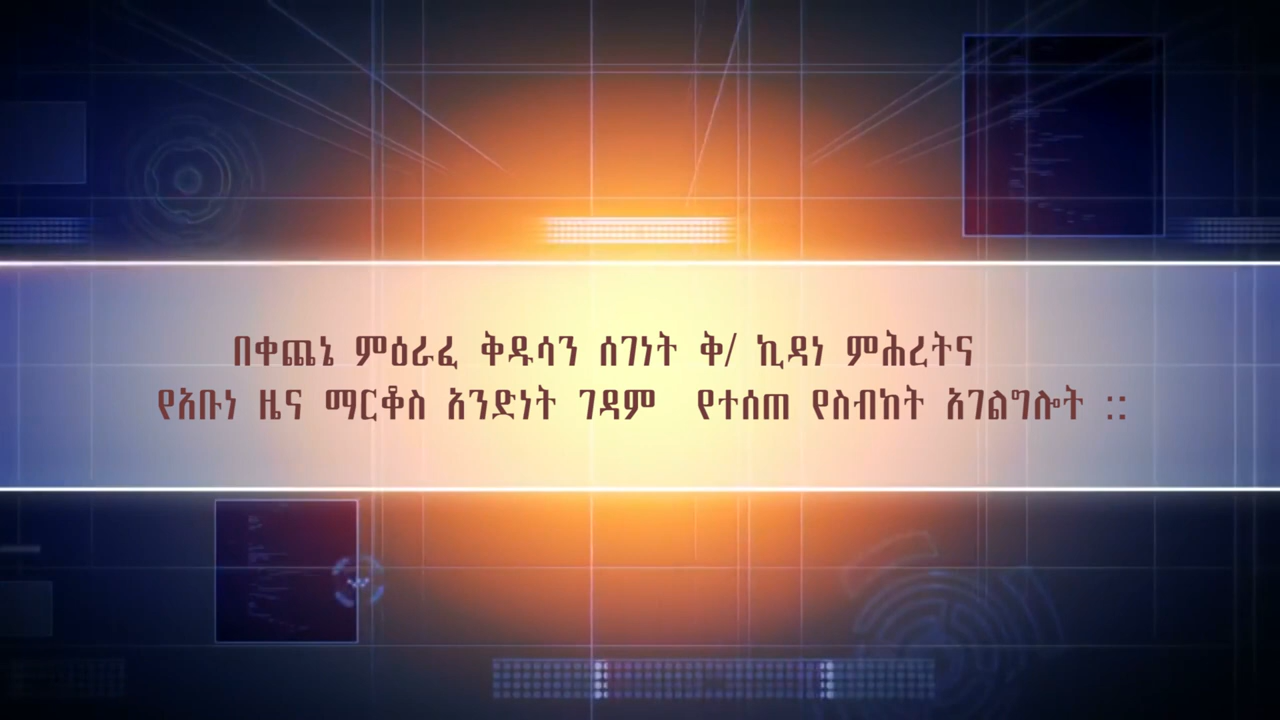 በቀጨኔ ምዕራፈ ቅዱሳን ሰገነት ቅ/ ኪዳነ ምሕረትና
የአቡነ ዜና ማርቆስ አንድነት ገዳም የተሰጠ የስብከት አገልግሎት ፡፡